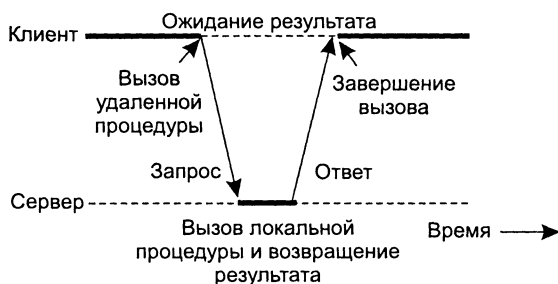 Ожидание результата
Клиент
Вызов
удаленной
процедуры
Завершение
вызова
Запрос
Ответ
Сервер
Вызов локальной
процедуры и возвращение
результата
Время